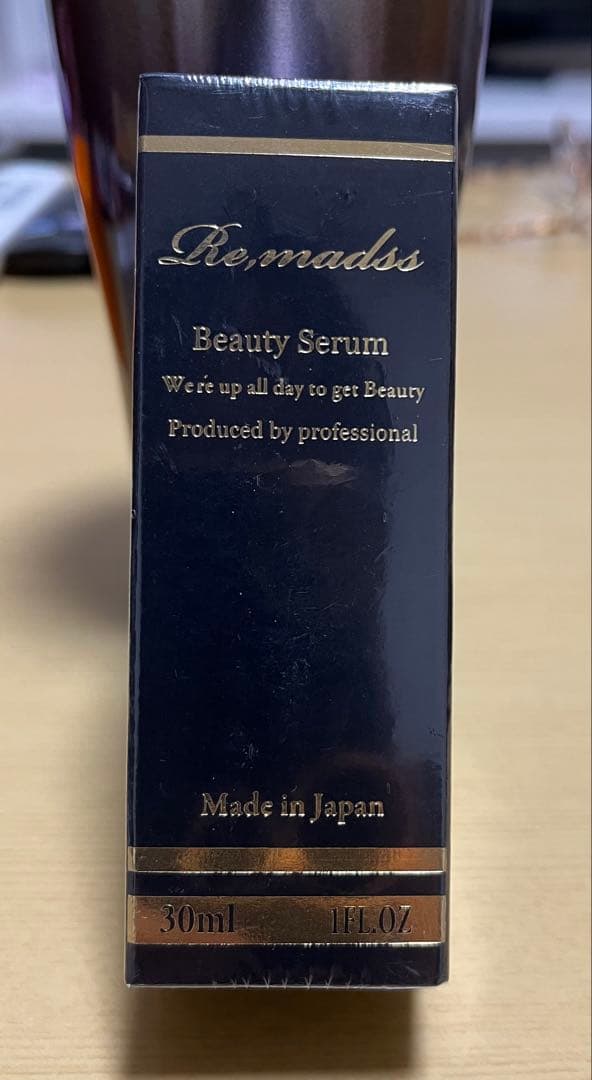 Re,madss
Beauty Serum
We're up all day to get Beauty
Produced by professional
Made in Japan
30ml 1FL.OZ